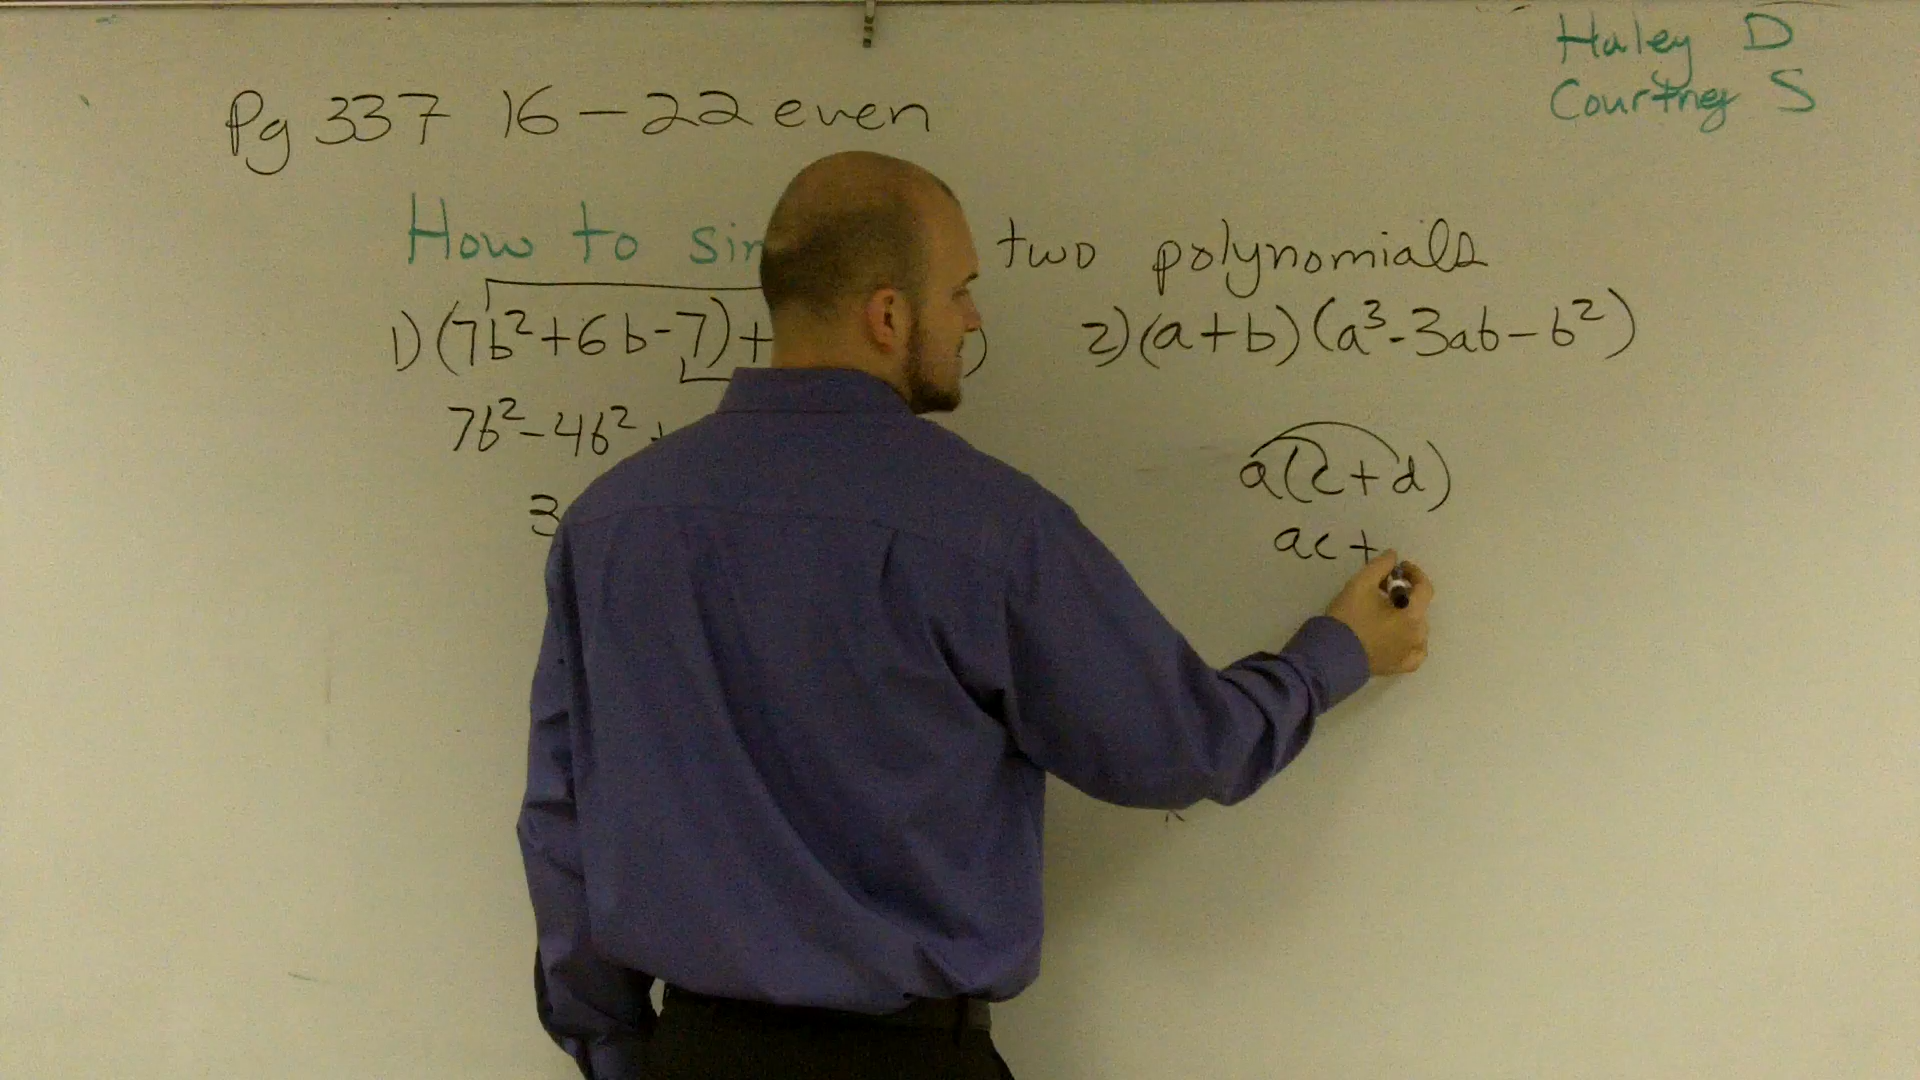 Haley D
Courtney S
Pg 337 16-22 even
How to two polynomials
1) (7b²+6b-7)+ )
2) (a+b)(a³-3ab-b²)
7b²-4b² +
a(c+d)
3
ac+